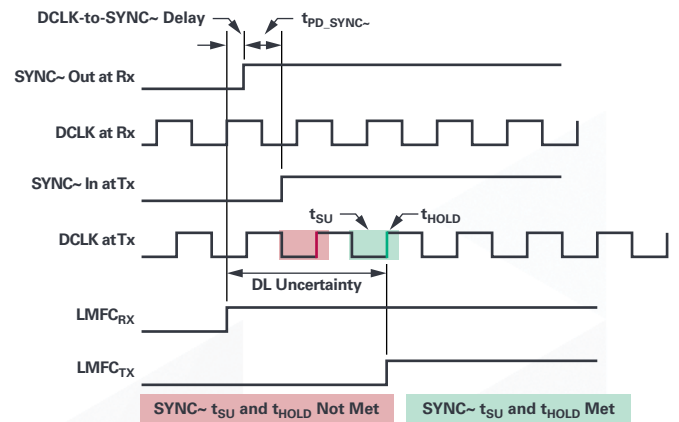 DCLK-to-SYNC~ Delay
tPD_SYNC~
SYNC~ Out at Rx
DCLK at Rx
SYNC~ In at Tx
tSU
tHOLD
DCLK at Tx
DL Uncertainty
LMFCRX
LMFCTX
SYNC~ tSU and tHOLD Not Met
SYNC~ tSU and tHOLD Met